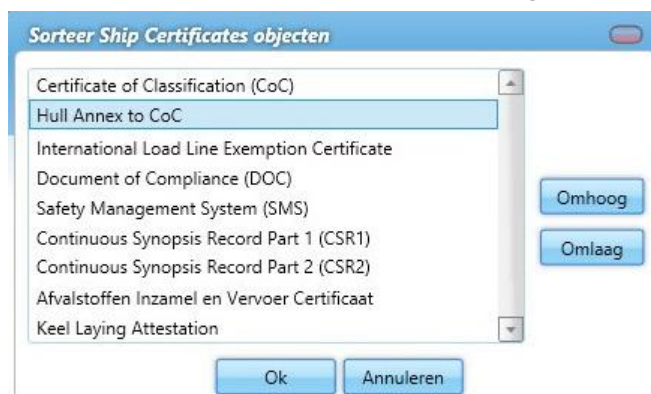 Sorteer Ship Certificates objecten
Certificate of Classification (CoC)
Hull Annex to CoC
International Load Line Exemption Certificate
Document of Compliance (DOC)
Safety Management System (SMS)
Continuous Synopsis Record Part 1 (CSR1)
Continuous Synopsis Record Part 2 (CSR2)
Afvalstoffen Inzamel en Vervoer Certificaat
Keel Laying Attestation
Omhoog
Omlaag
Ok
Annuleren